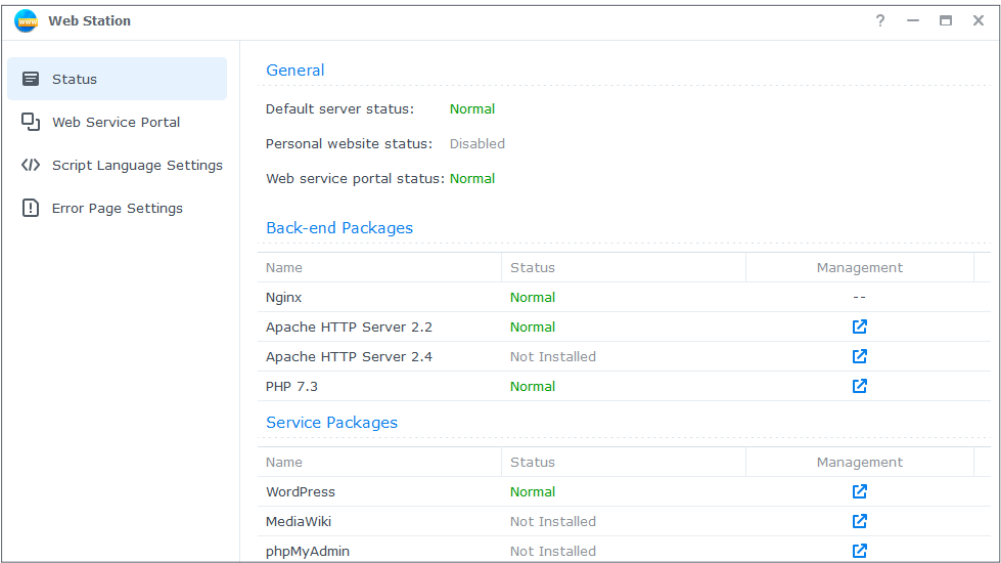 Web Station
?
Status
Web Service Portal
Script Language Settings
Error Page Settings
General
Default server status: Normal
Personal website status: Disabled
Web service portal status: Normal
Back-end Packages
Name Status Management
Nginx Normal --
Apache HTTP Server 2.2 Normal
Apache HTTP Server 2.4 Not Installed
PHP 7.3 Normal
Service Packages
Name Status Management
WordPress Normal
MediaWiki Not Installed
phpMyAdmin Not Installed